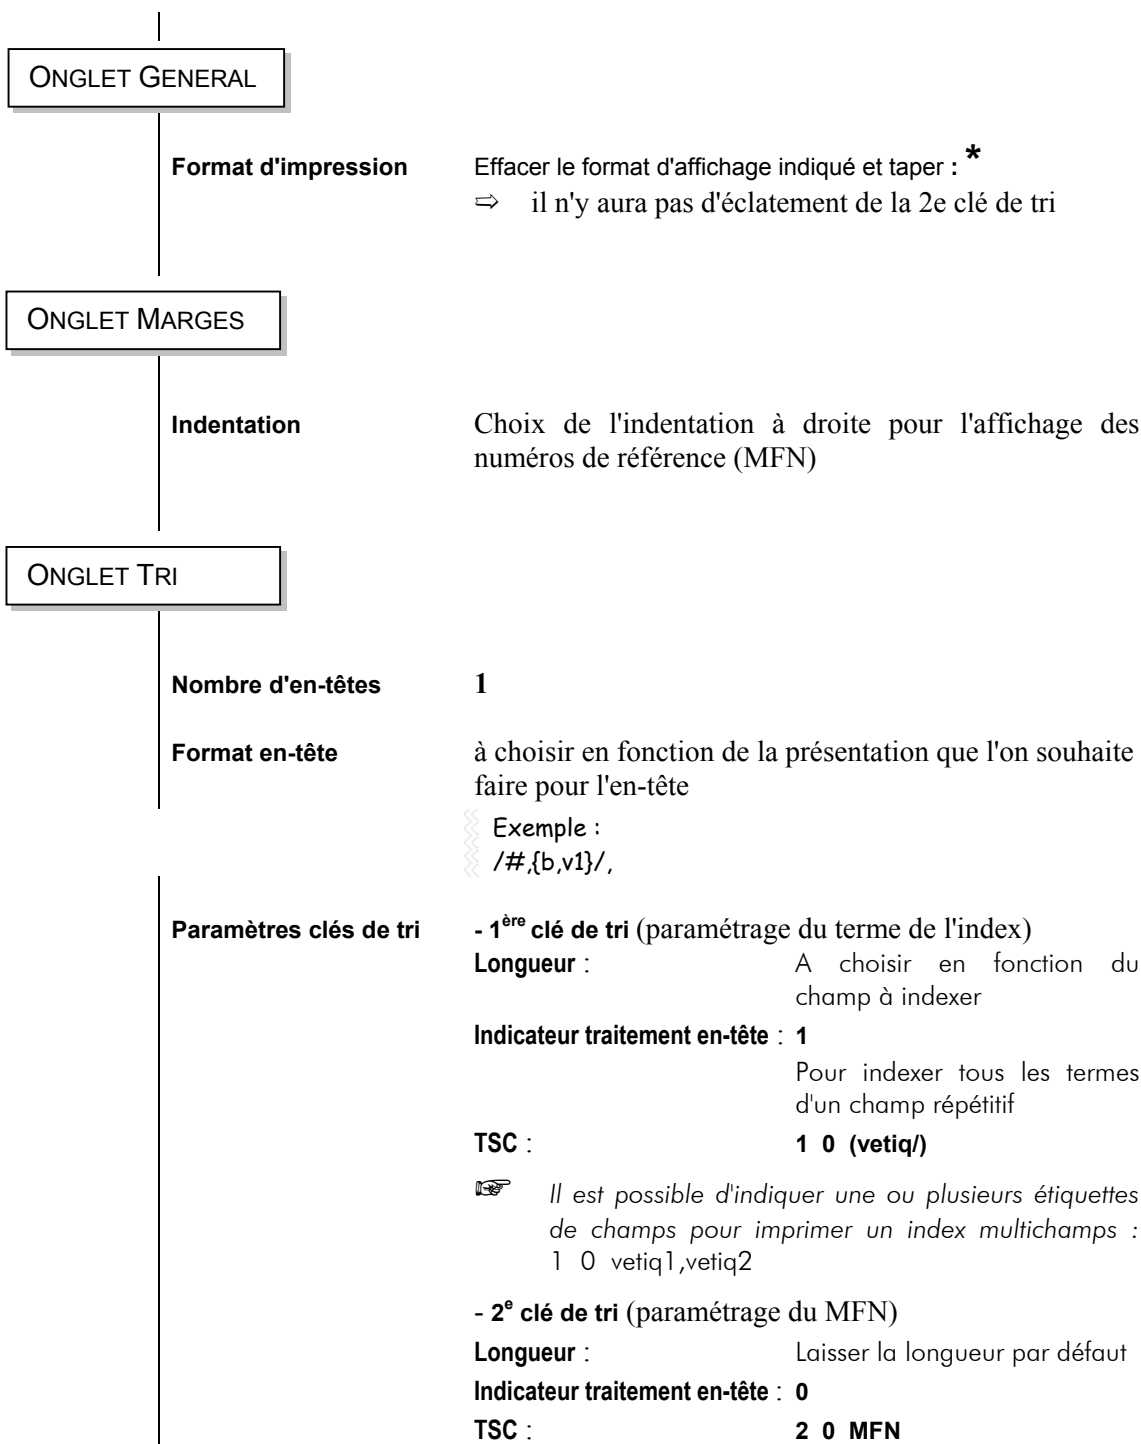 ONGLET GENERAL
Format d'impression Effacer le format d'affichage indiqué et taper : *
⇨ il n'y aura pas d'éclatement de la 2e clé de tri
ONGLET MARGES
Indentation Choix de l'indentation à droite pour l'affichage des
numéros de référence (MFN)
ONGLET TRI
Nombre d'en-têtes 1
Format en-tête à choisir en fonction de la présentation que l'on souhaite
faire pour l'en-tête
Exemple :
/#,{b,v1}/,
Paramètres clés de tri - 1ère clé de tri (paramétrage du terme de l'index)
Longueur : A choisir en fonction du
champ à indexer
Indicateur traitement en-tête : 1
Pour indexer tous les termes
d'un champ répétitif
TSC : 1 0 (vetiq/)
☞ Il est possible d'indiquer une ou plusieurs étiquettes
de champs pour imprimer un index multichamps :
1 0 vetiq1,vetiq2
- 2e clé de tri (paramétrage du MFN)
Longueur : Laisser la longueur par défaut
Indicateur traitement en-tête : 0
TSC : 2 0 MFN